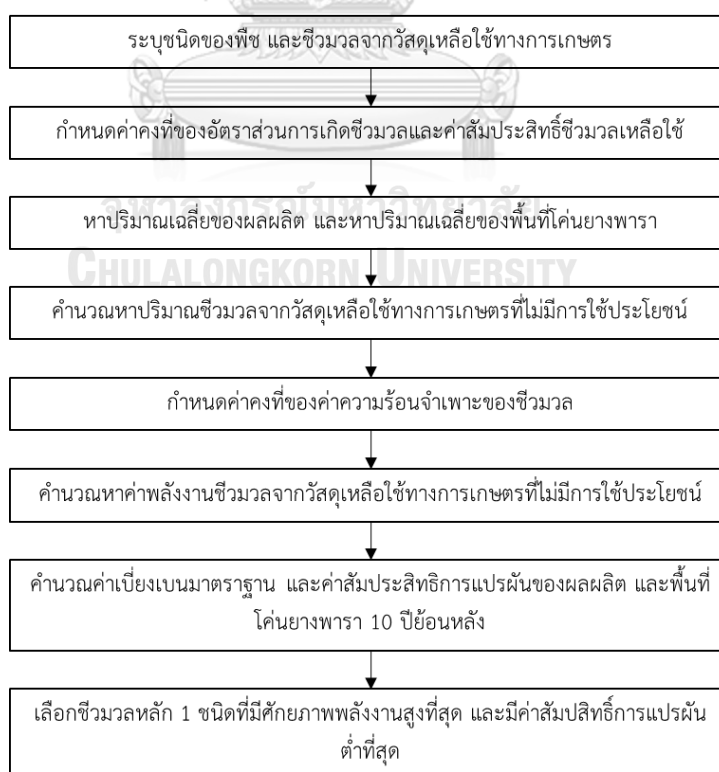 ระบุชนิดของพืช และชีวมวลจากวัสดุเหลือใช้ทางการเกษตร
กำหนดค่าคงที่ของอัตราส่วนการเกิดชีวมวลและค่าสัมประสิทธิ์ชีวมวลเหลือใช้
จุฬาลงกรณ์มหาวิทยาลัย
หาปริมาณเฉลี่ยของผลผลิต และหาปริมาณเฉลี่ยของพื้นที่โค่นยางพารา
CHULALONGKORN UNIVERSITY
คำนวณหาปริมาณชีวมวลจากวัสดุเหลือใช้ทางการเกษตรที่ไม่มีการใช้ประโยชน์
กำหนดค่าคงที่ของค่าความร้อนจำเพาะของชีวมวล
คำนวณหาค่าพลังงานชีวมวลจากวัสดุเหลือใช้ทางการเกษตรที่ไม่มีการใช้ประโยชน์
คำนวณค่าเบี่ยงเบนมาตราฐาน และค่าสัมประสิทธิการแปรผันของผลผลิต และพื้นที่
โค่นยางพารา 10 ปีย้อนหลัง
เลือกชีวมวลหลัก 1 ชนิดที่มีศักยภาพพลังงานสูงที่สุด และมีค่าสัมปสิทธิ์การแปรผัน
ต่ำที่สุด